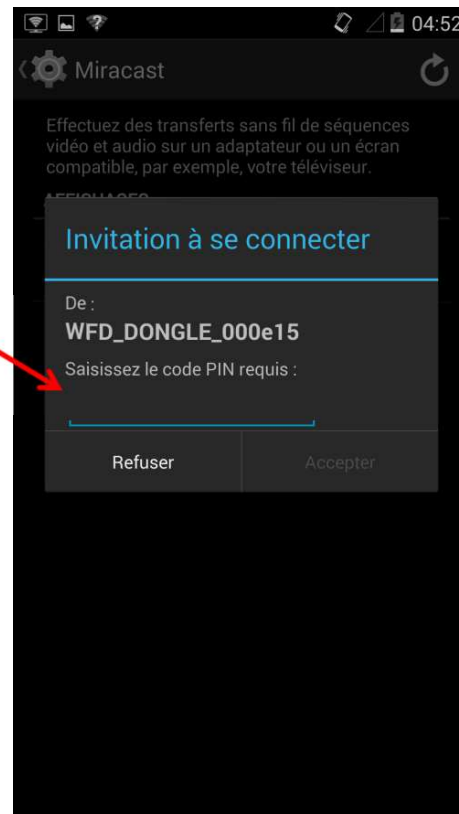 04:52
Miracast
Effectuez des transferts sans fil de séquences
vidéo et audio sur un adaptateur ou un écran
compatible, par exemple, votre téléviseur.
AFFICHAGES
Invitation à se connecter
De :
WFD_DONGLE_000e15
Saisissez le code PIN requis :
Refuser
Accepter